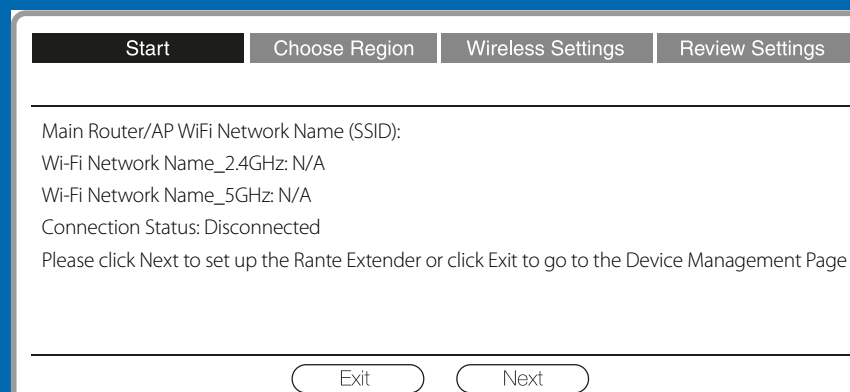 Start Choose Region Wireless Settings Review Settings
Main Router/AP WiFi Network Name (SSID):
Wi-Fi Network Name_2.4GHz: N/A
Wi-Fi Network Name_5GHz: N/A
Connection Status: Disconnected
Please click Next to set up the Rante Extender or click Exit to go to the Device Management Page
Exit Next